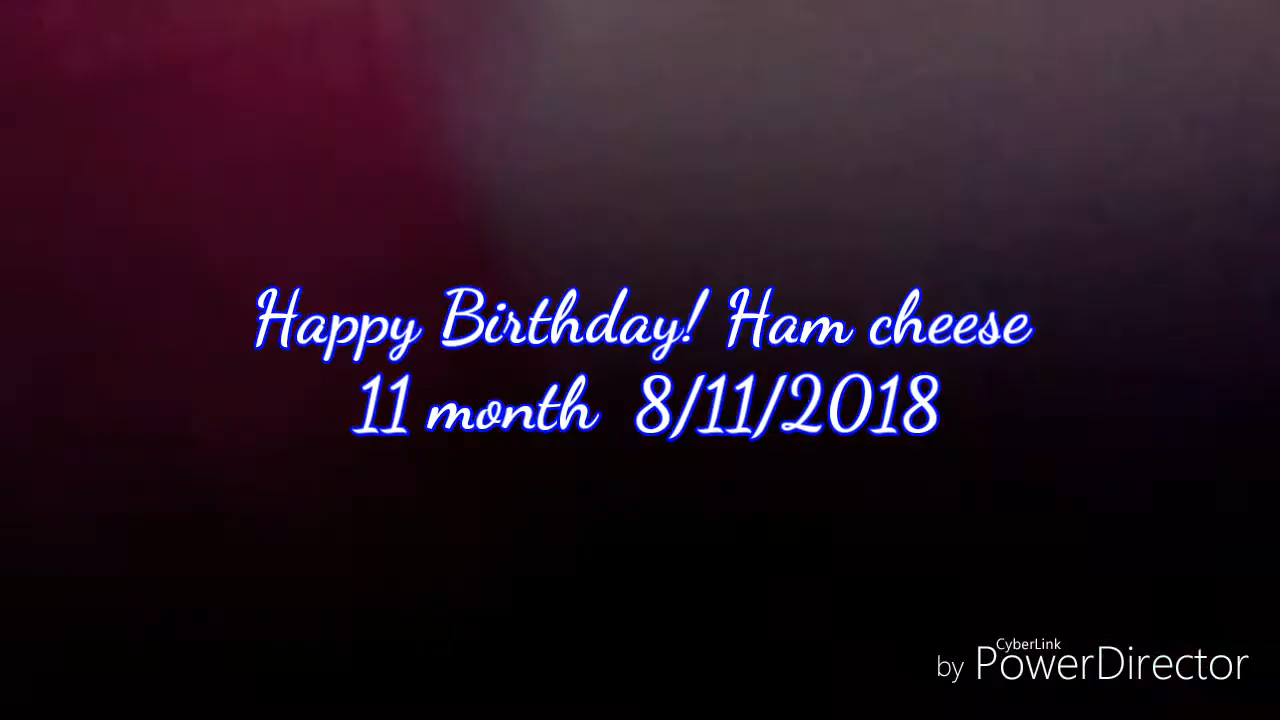 Happy Birthday! Ham cheese
11 month 8/11/2018
CyberLink
by PowerDirector